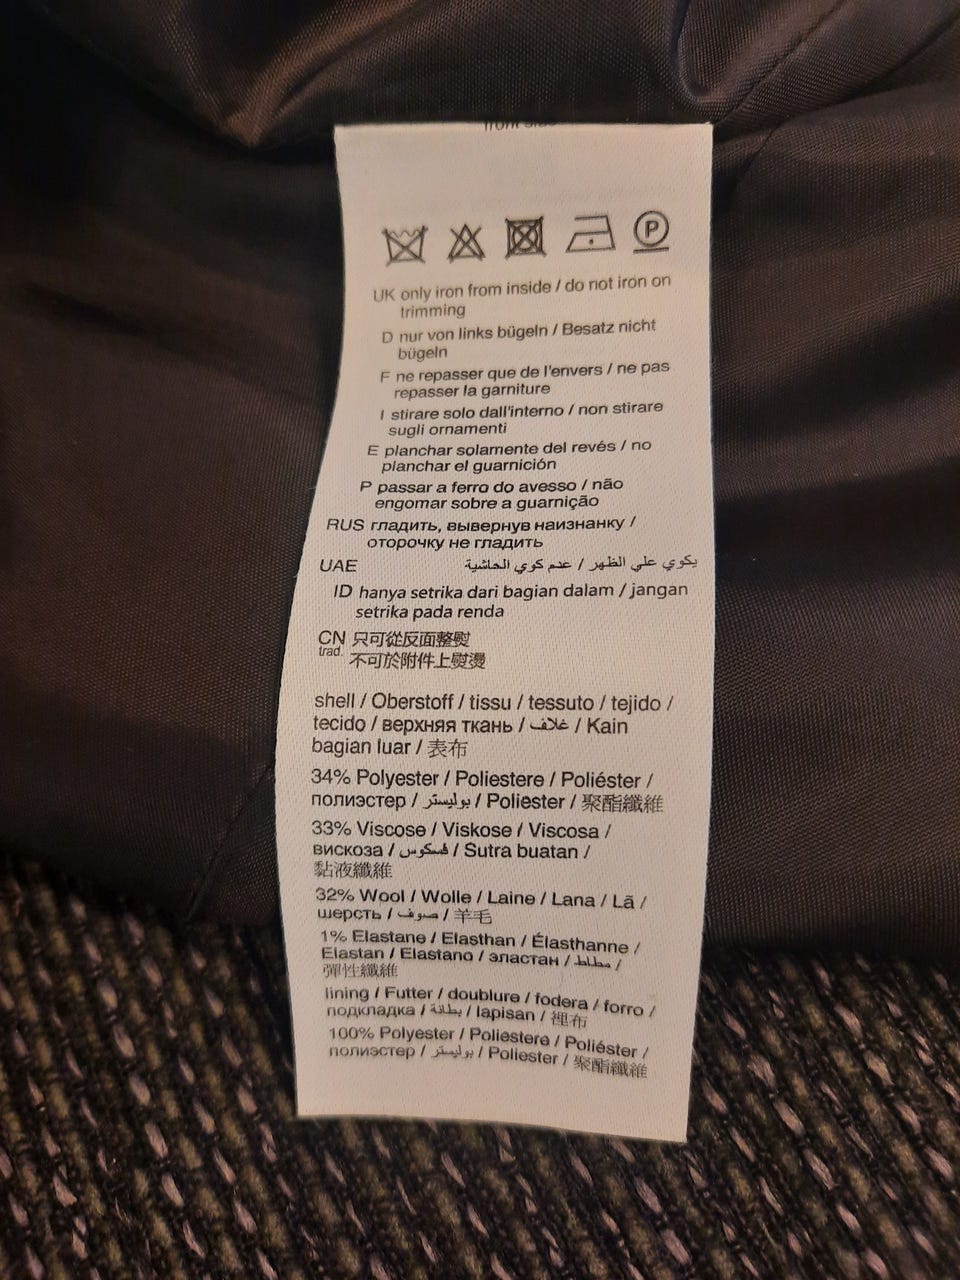 front side
P
UK only iron from inside / do not iron on
trimming
D nur von links bügeln / Besatz nicht
bügeln
F ne repasser que de l'envers / ne pas
repasser la garniture
I stirare solo dall'interno / non stirare
sugli ornamenti
E planchar solamente del revés / no
planchar el guarnición
P passar a ferro do avesso / não
engomar sobre a guarnição
RUS гладить, вывернув наизнанку /
оторочку не гладить
UAE يكوي علي الظهر / عدم كوي الحاشية
ID hanya setrika dari bagian dalam / jangan
setrika pada renda
CN 只可從反面整熨
trad. 不可於附件上熨燙
shell / Oberstoff / tissu / tessuto / tejido /
tecido / верхняя ткань / غلاف / Kain
bagian luar / 表布
34% Polyester / Poliestere / Poliéster /
полиэстер / بوليستر / Poliester / 聚酯纖維
33% Viscose / Viskose / Viscosa /
вискоза / فسكوس / Sutra buatan /
黏液纖維
32% Wool / Wolle / Laine / Lana / Lã /
шерсть / صوف / 羊毛
1% Elastane / Elasthan / Élasthanne /
Elastan / Elastano / эластан / مطاط /
彈性纖維
lining / Futter / doublure / fodera / forro /
подкладка / بطانة / lapisan / 裡布
100% Polyester / Poliestere / Poliéster /
полиэстер / بوليستر / Poliester / 聚酯纖維